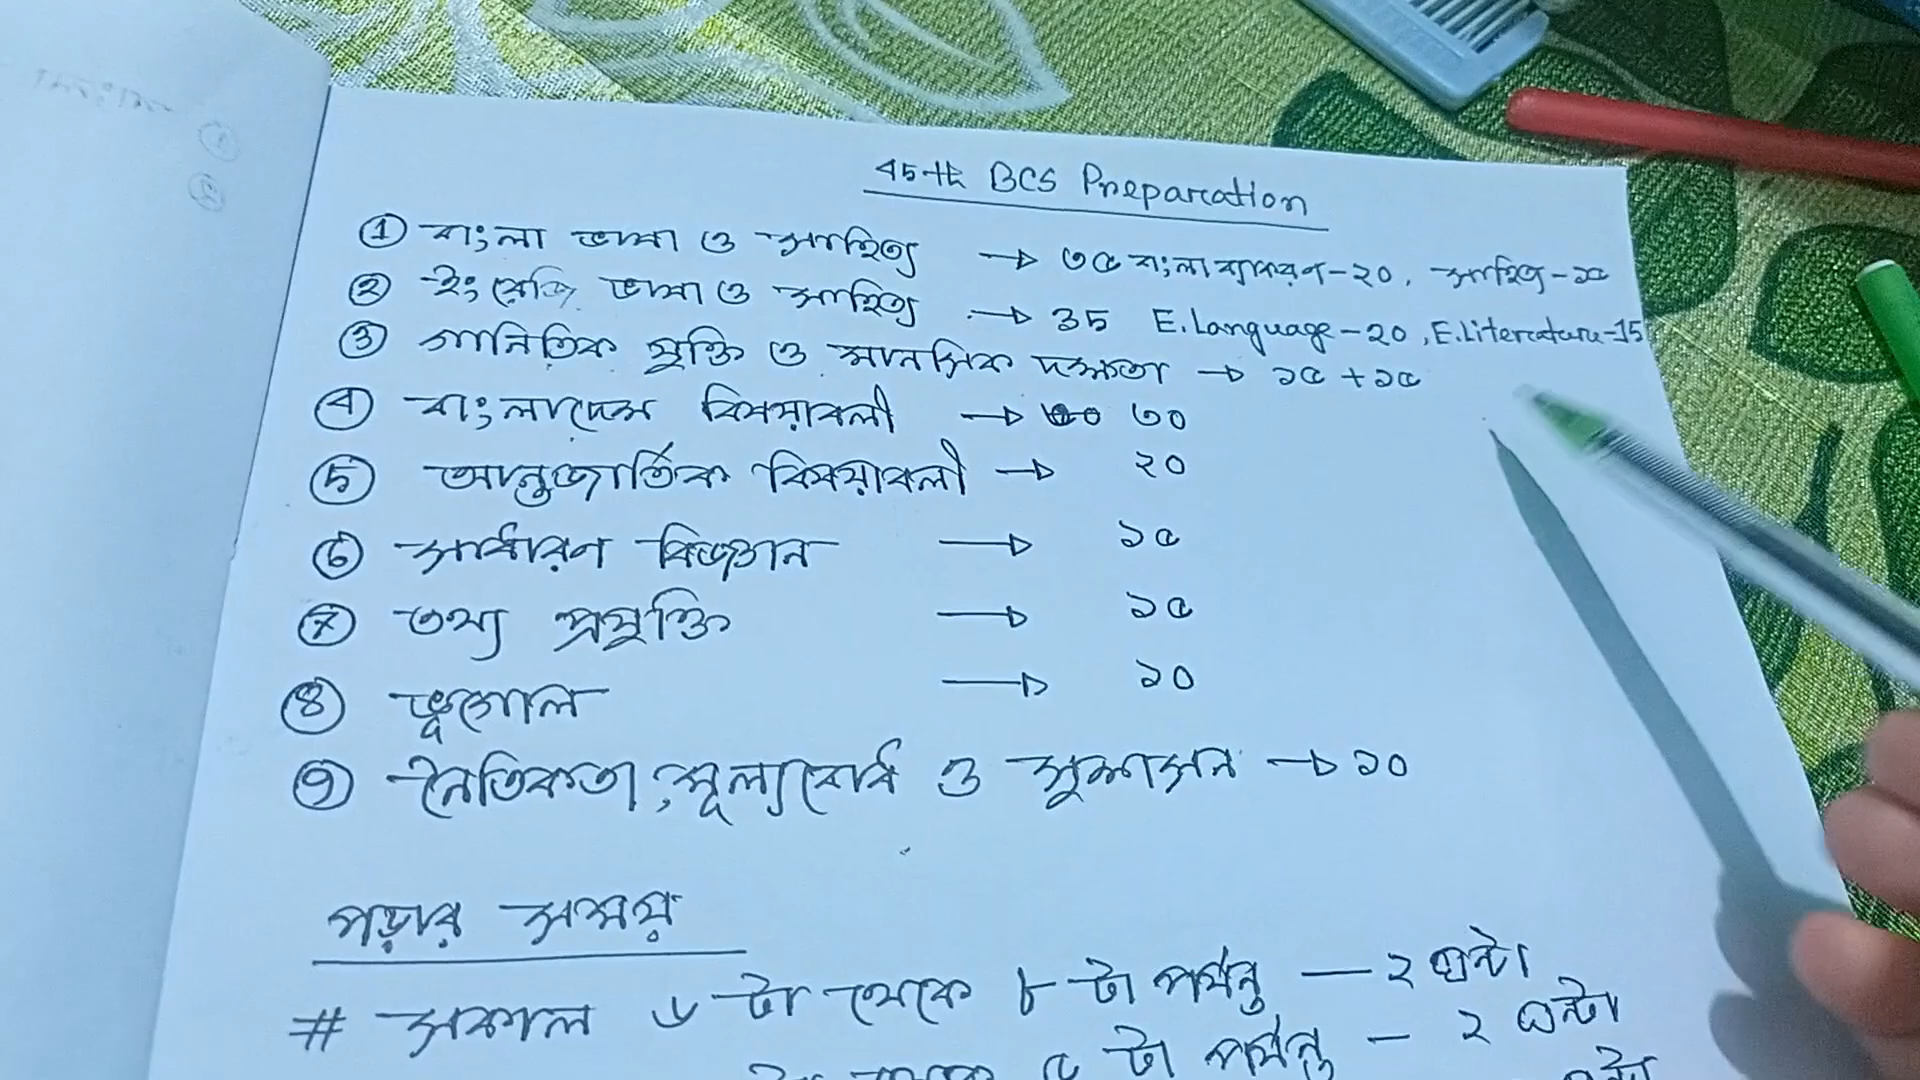 45th BCS Preparation
① বাংলা ভাষা ও সাহিত্য → ৩৫ বাংলা ব্যাকরণ-২০, সাহিত্য-১৫
② ইংরেজি ভাষা ও সাহিত্য → 35 E.Language-20, E.Literature-15
③ গানিতিক যুক্তি ও মানসিক দক্ষতা → ১৫+১৫
④ বাংলাদেশ বিষয়াবলী → ৩০
⑤ আন্তুর্জাতিক বিষয়াবলী → ২০
⑥ সাধারণ বিজ্ঞান → ১৫
⑦ তথ্য প্রযুক্তি → ১৫
⑧ ভূগোল → ১০
⑨ নৈতিকতা, মূল্যবোধ ও সুশাসন → ১০
পড়ার সময়
# সকাল ৬ টা থেকে ৮ টা পর্যন্ত — ২ ঘন্টা
থেকে ৫ টা পর্যন্ত - ২ ঘন্টা